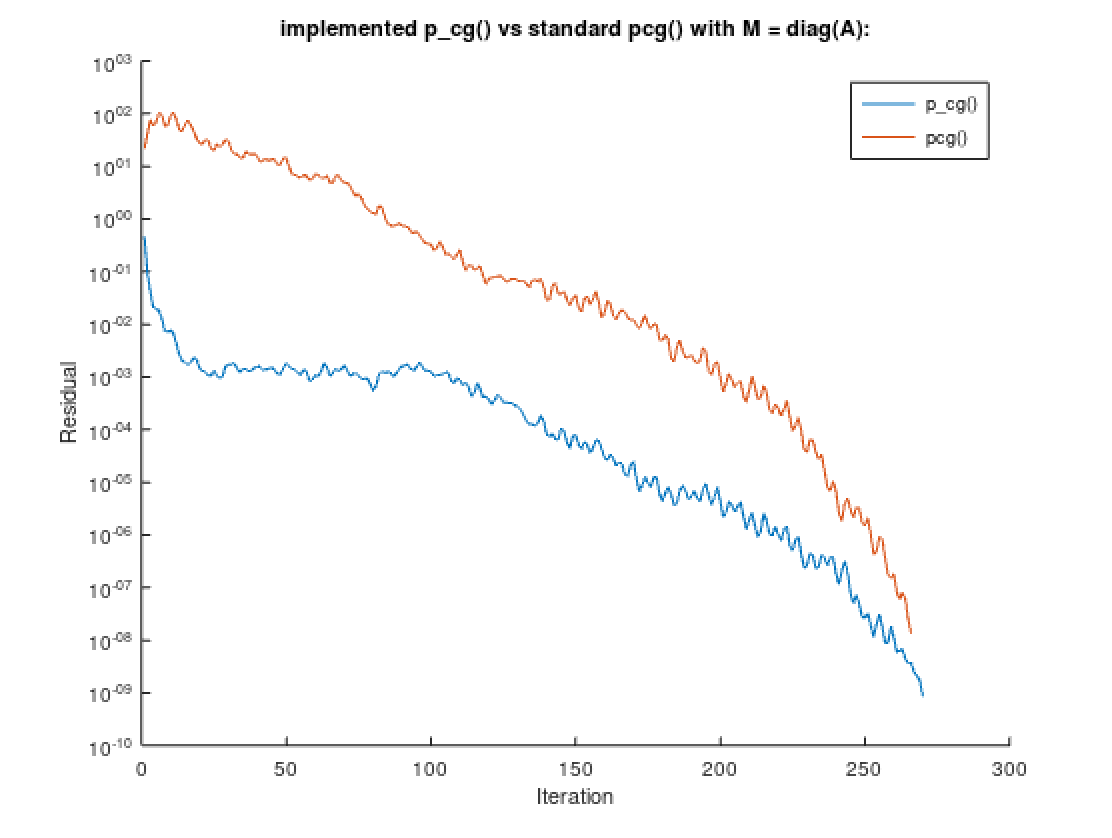 implemented p_cg() vs standard pcg() with M = diag(A):
10^03
10^02
10^01
10^00
10^-01
10^-02
10^-03
10^-04
10^-05
10^-06
10^-07
10^-08
10^-09
10^-10
Residual
p_cg()
pcg()
0 50 100 150 200 250 300
Iteration